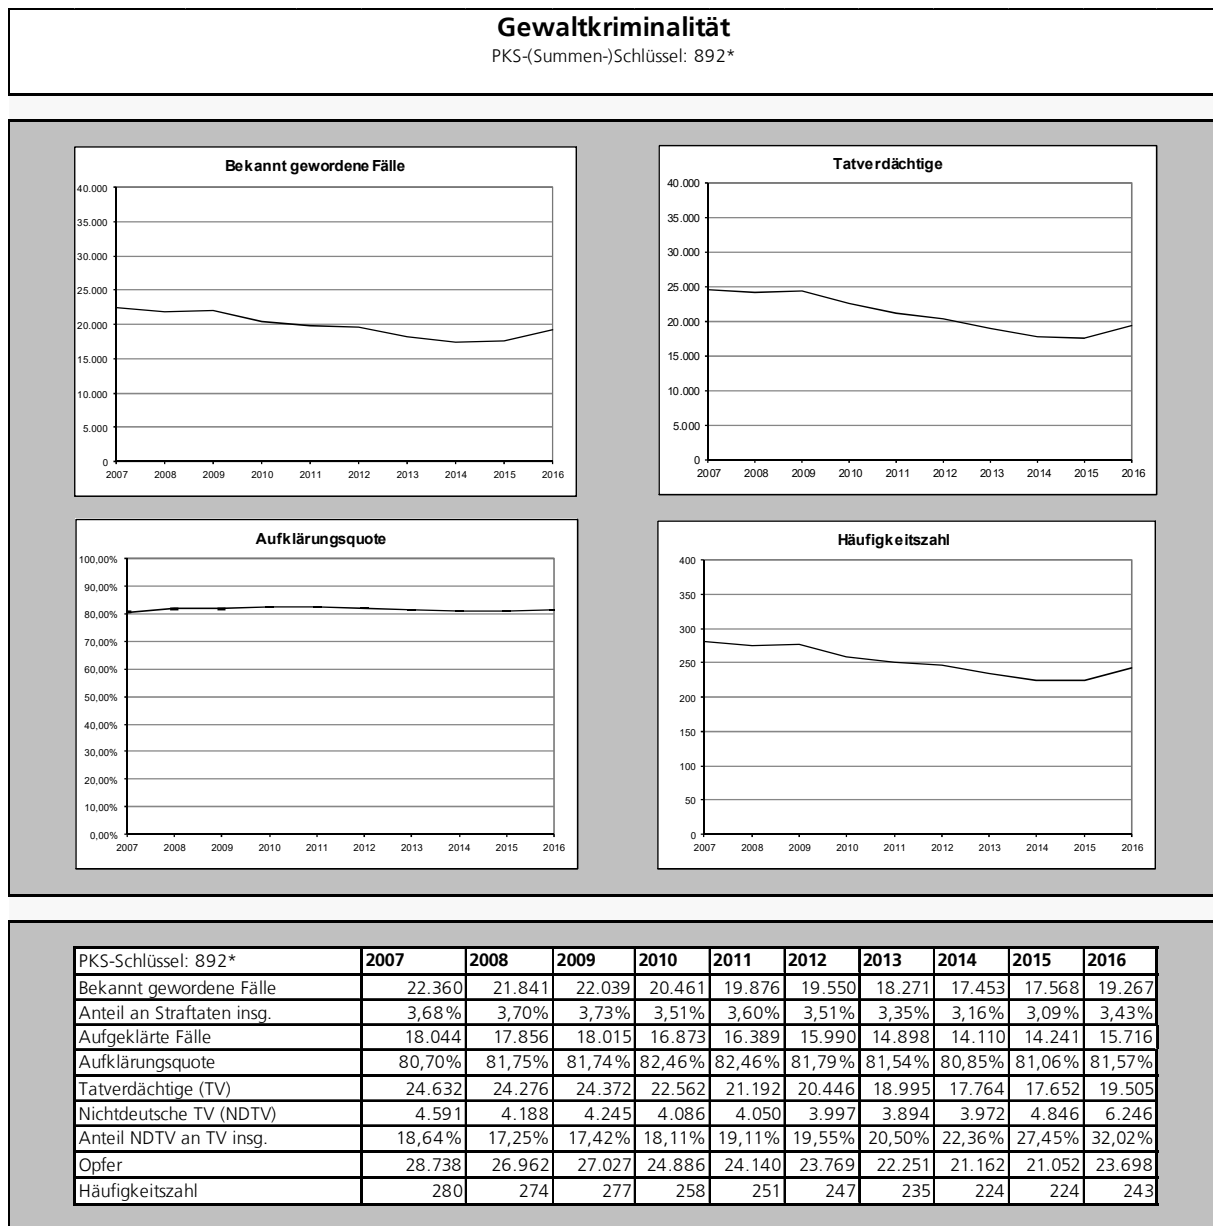 Gewaltkriminalität
PKS-(Summen-)Schlüssel: 892*
Bekannt gewordene Fälle
40.000
35.000
30.000
25.000
20.000
15.000
10.000
5.000
0
2007 2008 2009 2010 2011 2012 2013 2014 2015 2016
Tatverdächtige
40.000
35.000
30.000
25.000
20.000
15.000
10.000
5.000
0
2007 2008 2009 2010 2011 2012 2013 2014 2015 2016
Aufklärungsquote
100,00%
90,00%
80,00%
70,00%
60,00%
50,00%
40,00%
30,00%
20,00%
10,00%
0,00%
2007 2008 2009 2010 2011 2012 2013 2014 2015 2016
Häufigkeitszahl
400
350
300
250
200
150
100
50
0
2007 2008 2009 2010 2011 2012 2013 2014 2015 2016
PKS-Schlüssel: 892* 2007 2008 2009 2010 2011 2012 2013 2014 2015 2016
Bekannt gewordene Fälle 22.360 21.841 22.039 20.461 19.876 19.550 18.271 17.453 17.568 19.267
Anteil an Straftaten insg. 3,68% 3,70% 3,73% 3,51% 3,60% 3,51% 3,35% 3,16% 3,09% 3,43%
Aufgeklärte Fälle 18.044 17.856 18.015 16.873 16.389 15.990 14.898 14.110 14.241 15.716
Aufklärungsquote 80,70% 81,75% 81,74% 82,46% 82,46% 81,79% 81,54% 80,85% 81,06% 81,57%
Tatverdächtige (TV) 24.632 24.276 24.372 22.562 21.192 20.446 18.995 17.764 17.652 19.505
Nichtdeutsche TV (NDTV) 4.591 4.188 4.245 4.086 4.050 3.997 3.894 3.972 4.846 6.246
Anteil NDTV an TV insg. 18,64% 17,25% 17,42% 18,11% 19,11% 19,55% 20,50% 22,36% 27,45% 32,02%
Opfer 28.738 26.962 27.027 24.886 24.140 23.769 22.251 21.162 21.052 23.698
Häufigkeitszahl 280 274 277 258 251 247 235 224 224 243